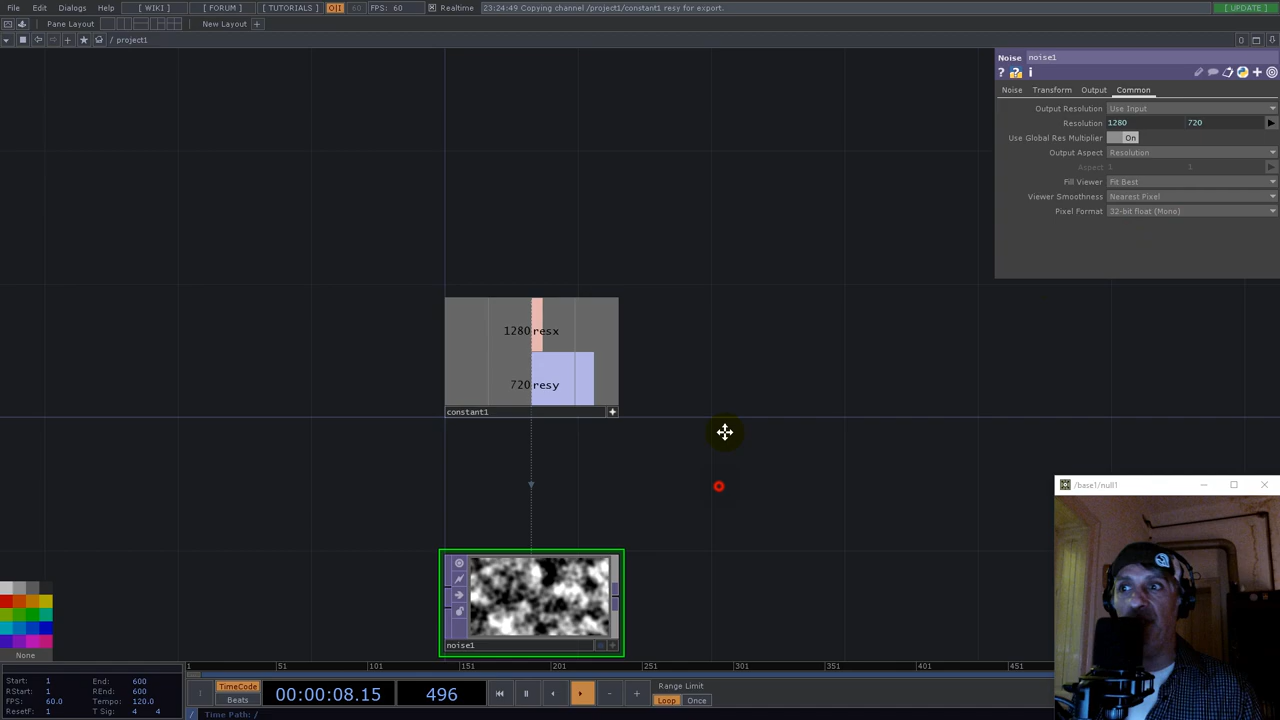 File Edit Dialogs Help [ WIKI ] [ FORUM ] [ TUTORIALS ] O|I 60 FPS: 60 Realtime 23:24:49 Copying channel /project1/constant1 resy for export. [ UPDATE ]
Pane Layout New Layout +
/ project1 0
Noise noise1
? ? i
Noise Transform Output Common
Output Resolution Use Input
Resolution 1280 720
Use Global Res Multiplier On
Output Aspect Resolution
Aspect 1 1
Fill Viewer Fit Best
Viewer Smoothness Nearest Pixel
Pixel Format 32-bit float (Mono)
1280 resx
720 resy
constant1
/base1/null1
noise1
None
1 51 101 151 201 251 301 351 401 451
Start: 1 End: 600
RStart: 1 REnd: 600
FPS: 60.0 Tempo: 120.0
ResetF: 1 T Sig: 4 4
TimeCode
Beats
00:00:08.15 496
Range Limit
Loop Once
/ Time Path: /